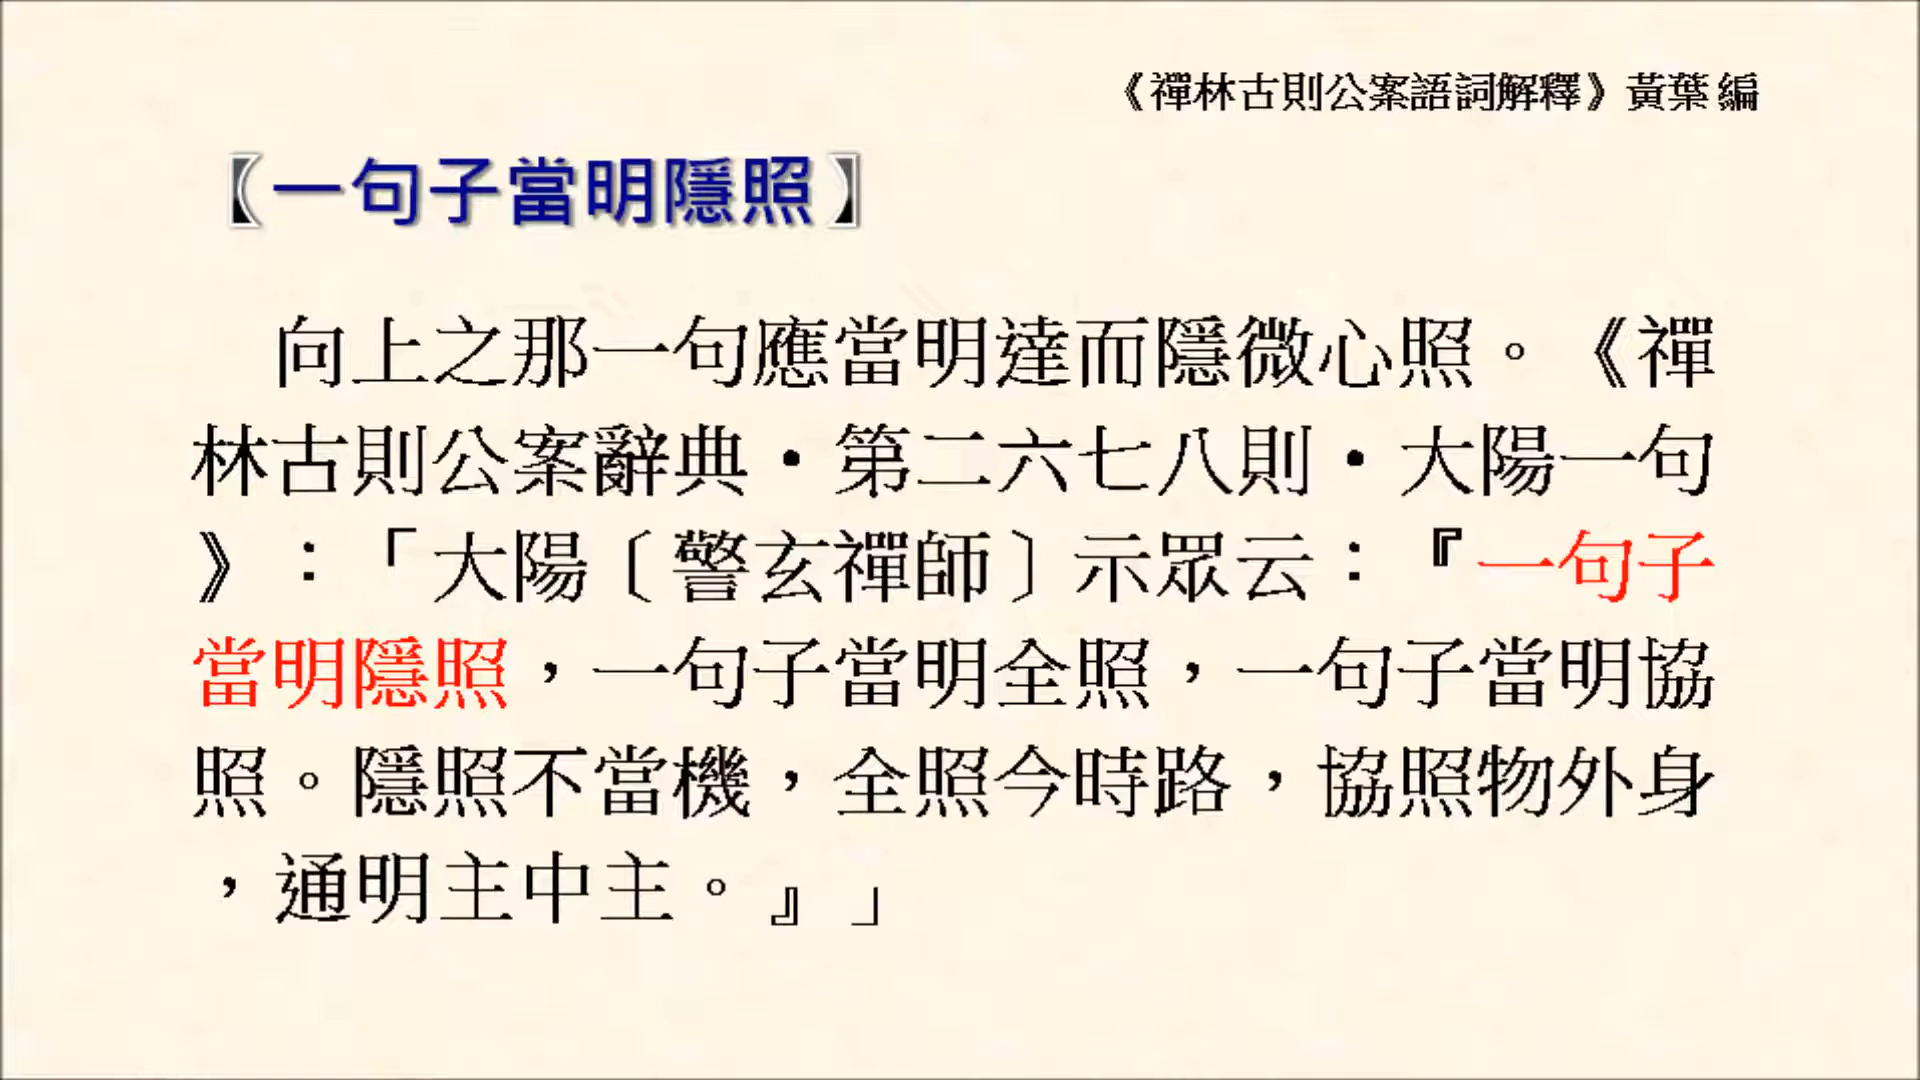 《禪林古則公案語詞解釋》黃葉 編
【一句子當明隱照】
向上之那一句應當明達而隱微心照。《禪
林古則公案辭典・第二六七八則・大陽一句
》：「大陽〔警玄禪師〕示眾云：『一句子
當明隱照，一句子當明全照，一句子當明協
照。隱照不當機，全照今時路，協照物外身
，通明主中主。』」